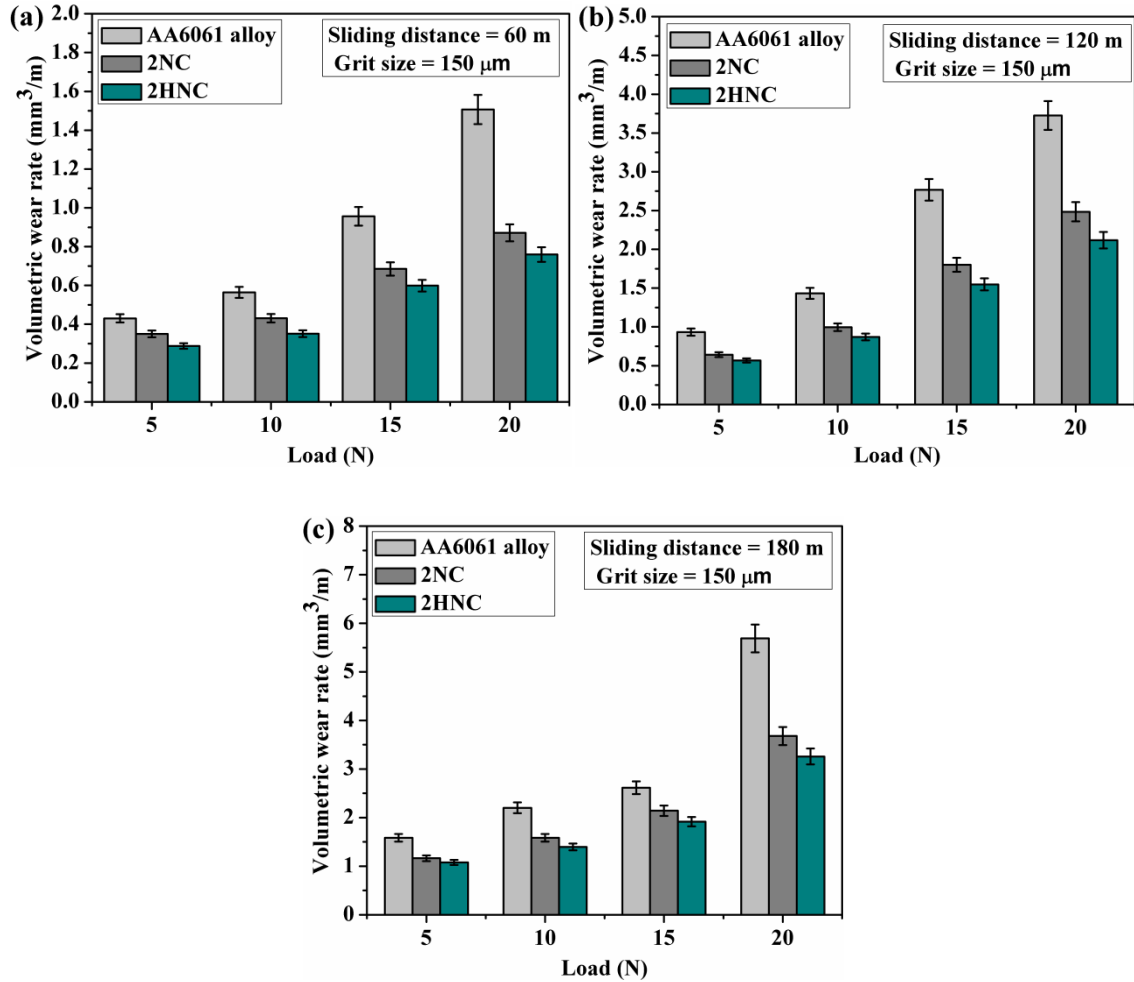 (a)
AA6061 alloy
2NC
2HNC
Sliding distance = 60 m
Grit size = 150 μm
Volumetric wear rate (mm³/m)
2.0
1.8
1.6
1.4
1.2
1.0
0.8
0.6
0.4
0.2
0.0
5 10 15 20
Load (N)
(b)
AA6061 alloy
2NC
2HNC
Sliding distance = 120 m
Grit size = 150 μm
Volumetric wear rate (mm³/m)
5.0
4.5
4.0
3.5
3.0
2.5
2.0
1.5
1.0
0.5
0.0
5 10 15 20
Load (N)
(c)
AA6061 alloy
2NC
2HNC
Sliding distance = 180 m
Grit size = 150 μm
Volumetric wear rate (mm³/m)
8
7
6
5
4
3
2
1
0
5 10 15 20
Load (N)